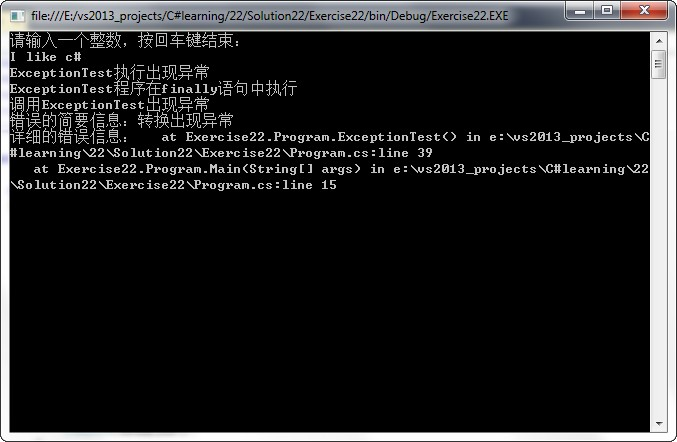 file:///E:/vs2013_projects/C#learning/22/Solution22/Exercise22/bin/Debug/Exercise22.EXE
请输入一个整数，按回车键结束：
I like c#
ExceptionTest执行出现异常
ExceptionTest程序在finally语句中执行
调用ExceptionTest出现异常
错误的简要信息：转换出现异常
详细的错误信息：   at Exercise22.Program.ExceptionTest() in e:\vs2013_projects\C
#learning\22\Solution22\Exercise22\Program.cs:line 39
   at Exercise22.Program.Main(String[] args) in e:\vs2013_projects\C#learning\22
\Solution22\Exercise22\Program.cs:line 15